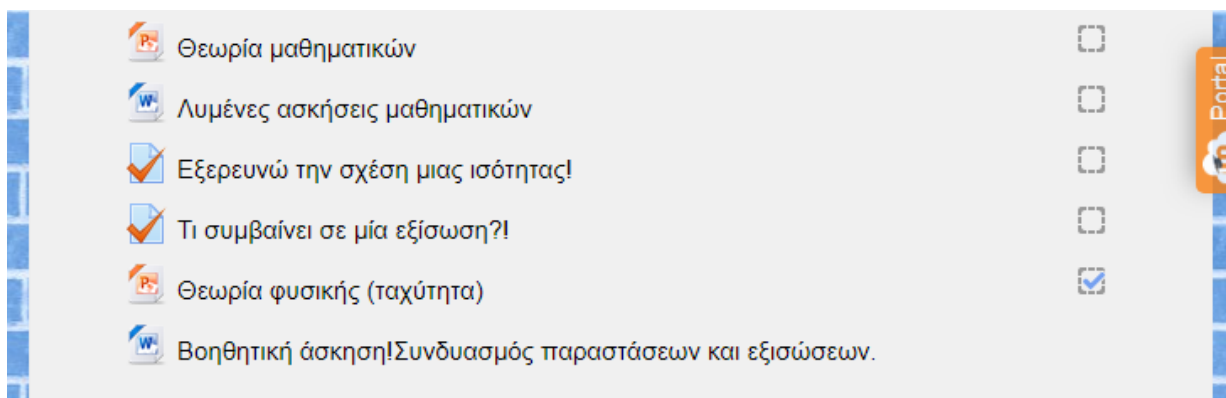 Θεωρία μαθηματικών
Λυμένες ασκήσεις μαθηματικών
Εξερευνώ την σχέση μιας ισότητας!
Τι συμβαίνει σε μία εξίσωση?!
Θεωρία φυσικής (ταχύτητα)
Βοηθητική άσκηση!Συνδυασμός παραστάσεων και εξισώσεων.
Portal